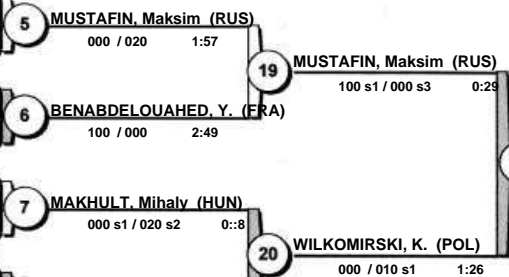 5
MUSTAFIN, Maksim (RUS)
000 / 020 1:57
19
MUSTAFIN, Maksim (RUS)
100 s1 / 000 s3 0:29
6
BENABDELOUAHED, Y. (FRA)
100 / 000 2:49
7
MAKHULT, Mihaly (HUN)
000 s1 / 020 s2 0::8
20
WILKOMIRSKI, K. (POL)
000 / 010 s1 1:26